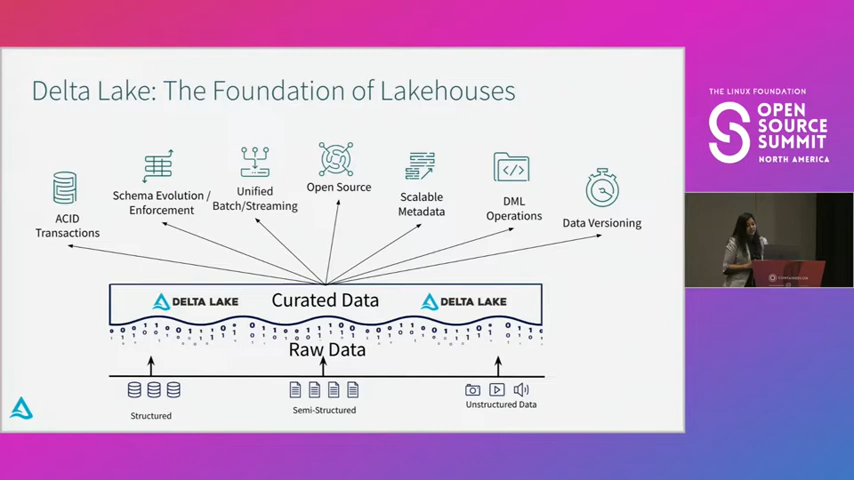 Delta Lake: The Foundation of Lakehouses
THE LINUX FOUNDATION
OPEN
SOURCE
SUMMIT
NORTH AMERICA
ACID
Transactions
Schema Evolution /
Enforcement
Unified
Batch/Streaming
Open Source
Scalable
Metadata
</>
DML
Operations
Data Versioning
DELTA LAKE
Curated Data
DELTA LAKE
Raw Data
Structured
Semi-Structured
Unstructured Data